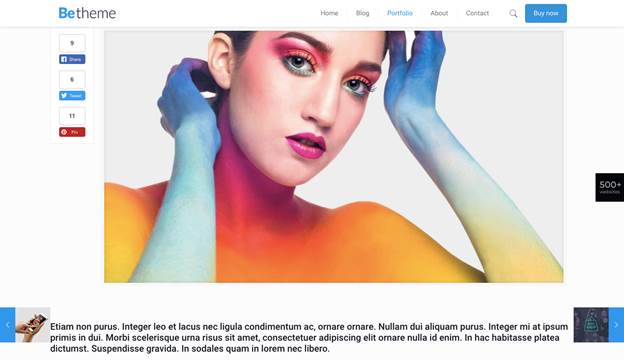 Betheme
Home Blog Portfolio About Contact Buy now
9
Share
6
Tweet
11
Pin
500+
websites
Etiam non purus. Integer leo et lacus nec ligula condimentum ac, ornare ornare. Nullam dui aliquam purus. Integer mi at ipsum
primis in dui. Morbi scelerisque urna risus sit amet, consectetuer adipiscing elit ornare nulla id enim. In hac habitasse platea
dictumst. Suspendisse gravida. In sodales quam in lorem nec libero.